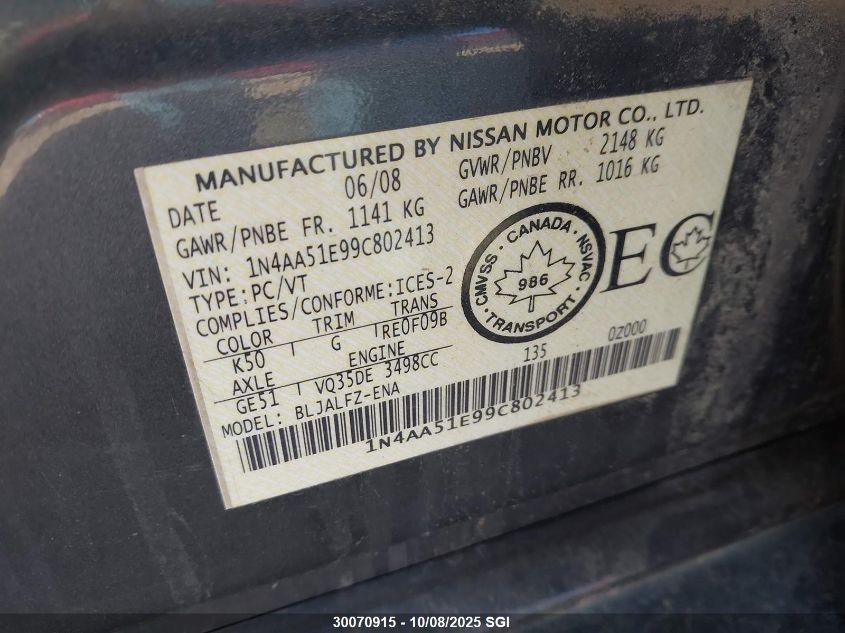 MANUFACTURED BY NISSAN MOTOR CO., LTD.
DATE 06/08 GVWR/PNBV 2148 KG
GAWR/PNBE FR. 1141 KG GAWR/PNBE RR. 1016 KG
VIN: 1N4AA51E99C802413
TYPE:PC/VT
COMPLIES/CONFORME:ICES-2
COLOR TRIM TRANS
K50 G RE0F09B
AXLE ENGINE
GE51 VQ35DE 3498CC 135 0Z000
MODEL: BLJALFZ-ENA
CMVSS · CANADA · NSVAC · TRANSPORT ·
986
EC
1N4AA51E99C802413
30070915 - 10/08/2025 SGI